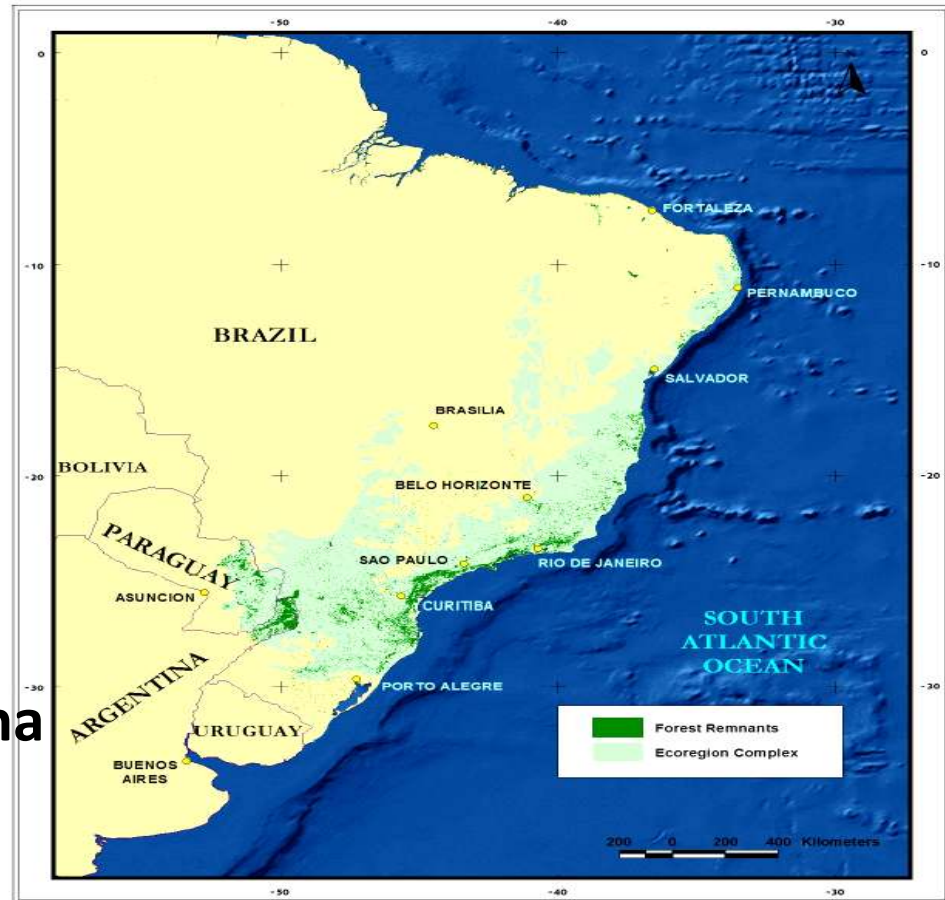 -50
-40
-30
0
0
FORTALEZA
-10
-10
PERNAMBUCO
BRAZIL
SALVADOR
BRASILIA
BOLIVIA
-20
-20
BELO HORIZONTE
PARAGUAY
SAO PAULO
RIO DE JANEIRO
ASUNCION
CURITIBA
SOUTH
ATLANTIC
OCEAN
ARGENTINA
-30
-30
PORTO ALEGRE
na
URUGUAY
Forest Remnants
Ecoregion Complex
BUENOS
AIRES
200 0 200 400 Kilometers
-50
-40
-30